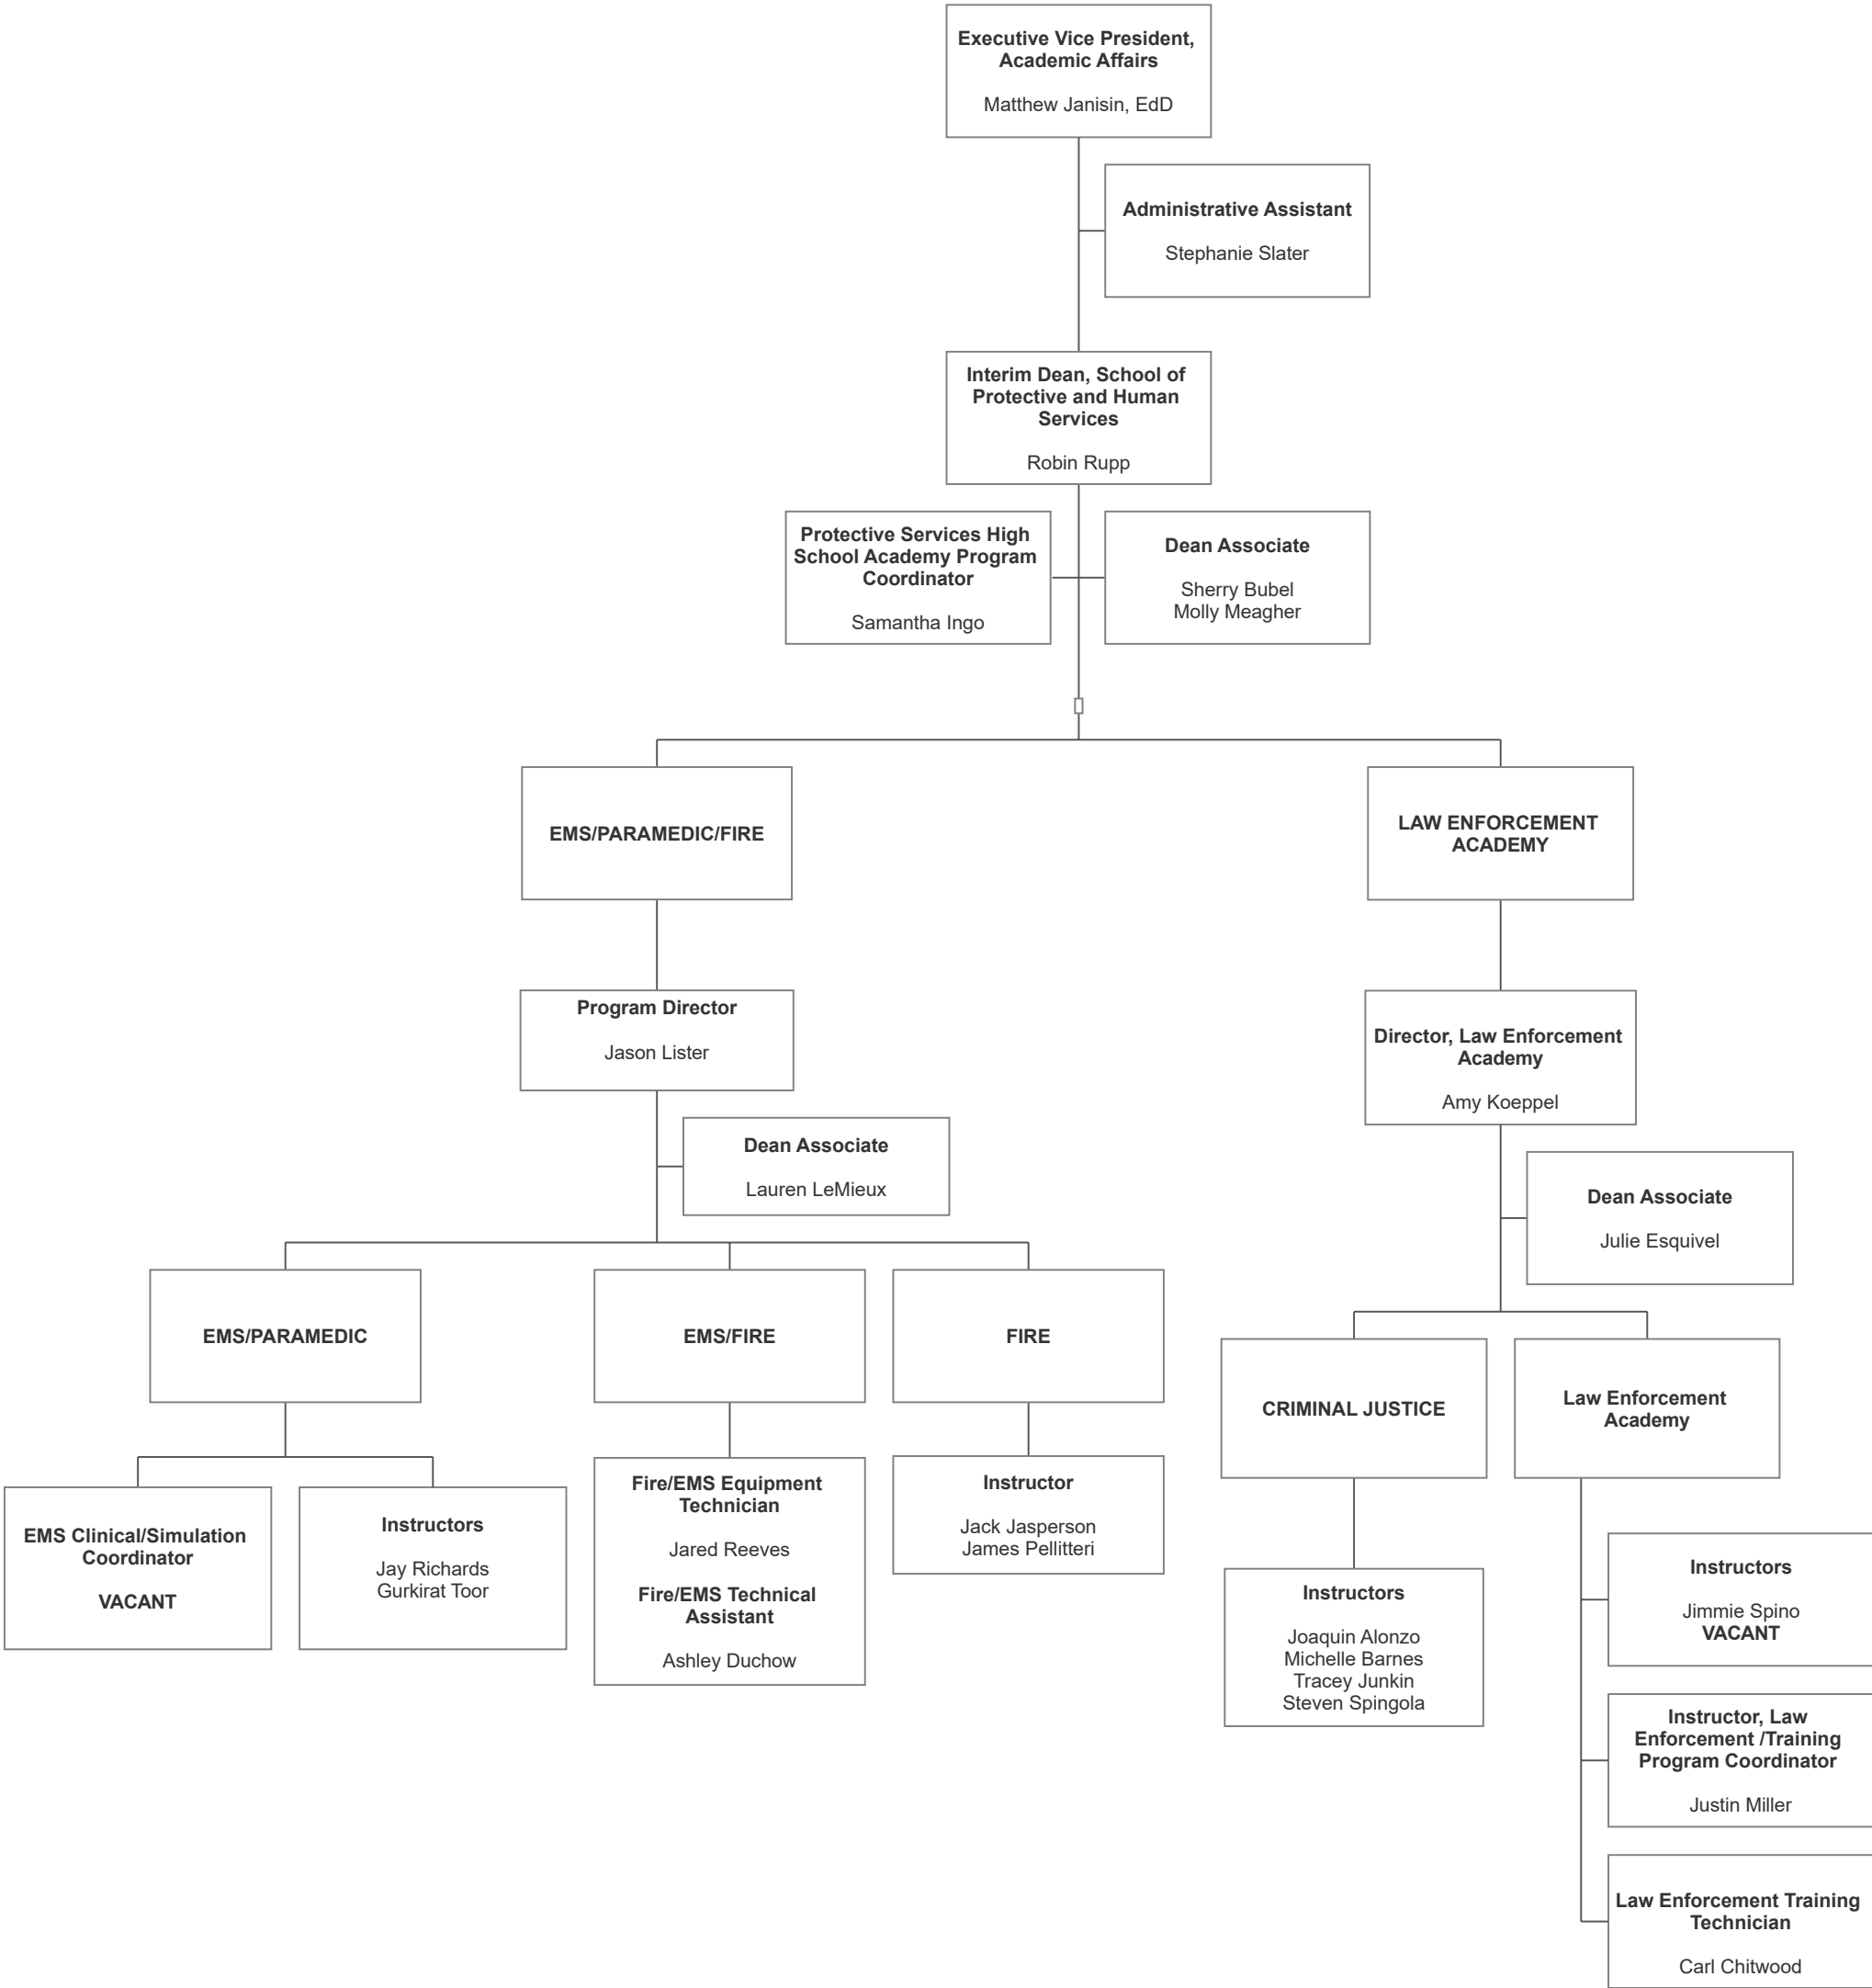 Executive Vice President,
Academic Affairs
Matthew Janisin, EdD
Administrative Assistant
Stephanie Slater
Interim Dean, School of
Protective and Human
Services
Robin Rupp
Protective Services High
School Academy Program
Coordinator
Samantha Ingo
Dean Associate
Sherry Bubel
Molly Meagher
EMS/PARAMEDIC/FIRE
LAW ENFORCEMENT
ACADEMY
Program Director
Jason Lister
Director, Law Enforcement
Academy
Amy Koeppel
Dean Associate
Lauren LeMieux
Dean Associate
Julie Esquivel
EMS/PARAMEDIC
EMS/FIRE
FIRE
CRIMINAL JUSTICE
Law Enforcement
Academy
EMS Clinical/Simulation
Coordinator
VACANT
Instructors
Jay Richards
Gurkirat Toor
Fire/EMS Equipment
Technician
Jared Reeves
Fire/EMS Technical
Assistant
Ashley Duchow
Instructor
Jack Jasperson
James Pellitteri
Instructors
Joaquin Alonzo
Michelle Barnes
Tracey Junkin
Steven Spingola
Instructors
Jimmie Spino
VACANT
Instructor, Law
Enforcement /Training
Program Coordinator
Justin Miller
Law Enforcement Training
Technician
Carl Chitwood